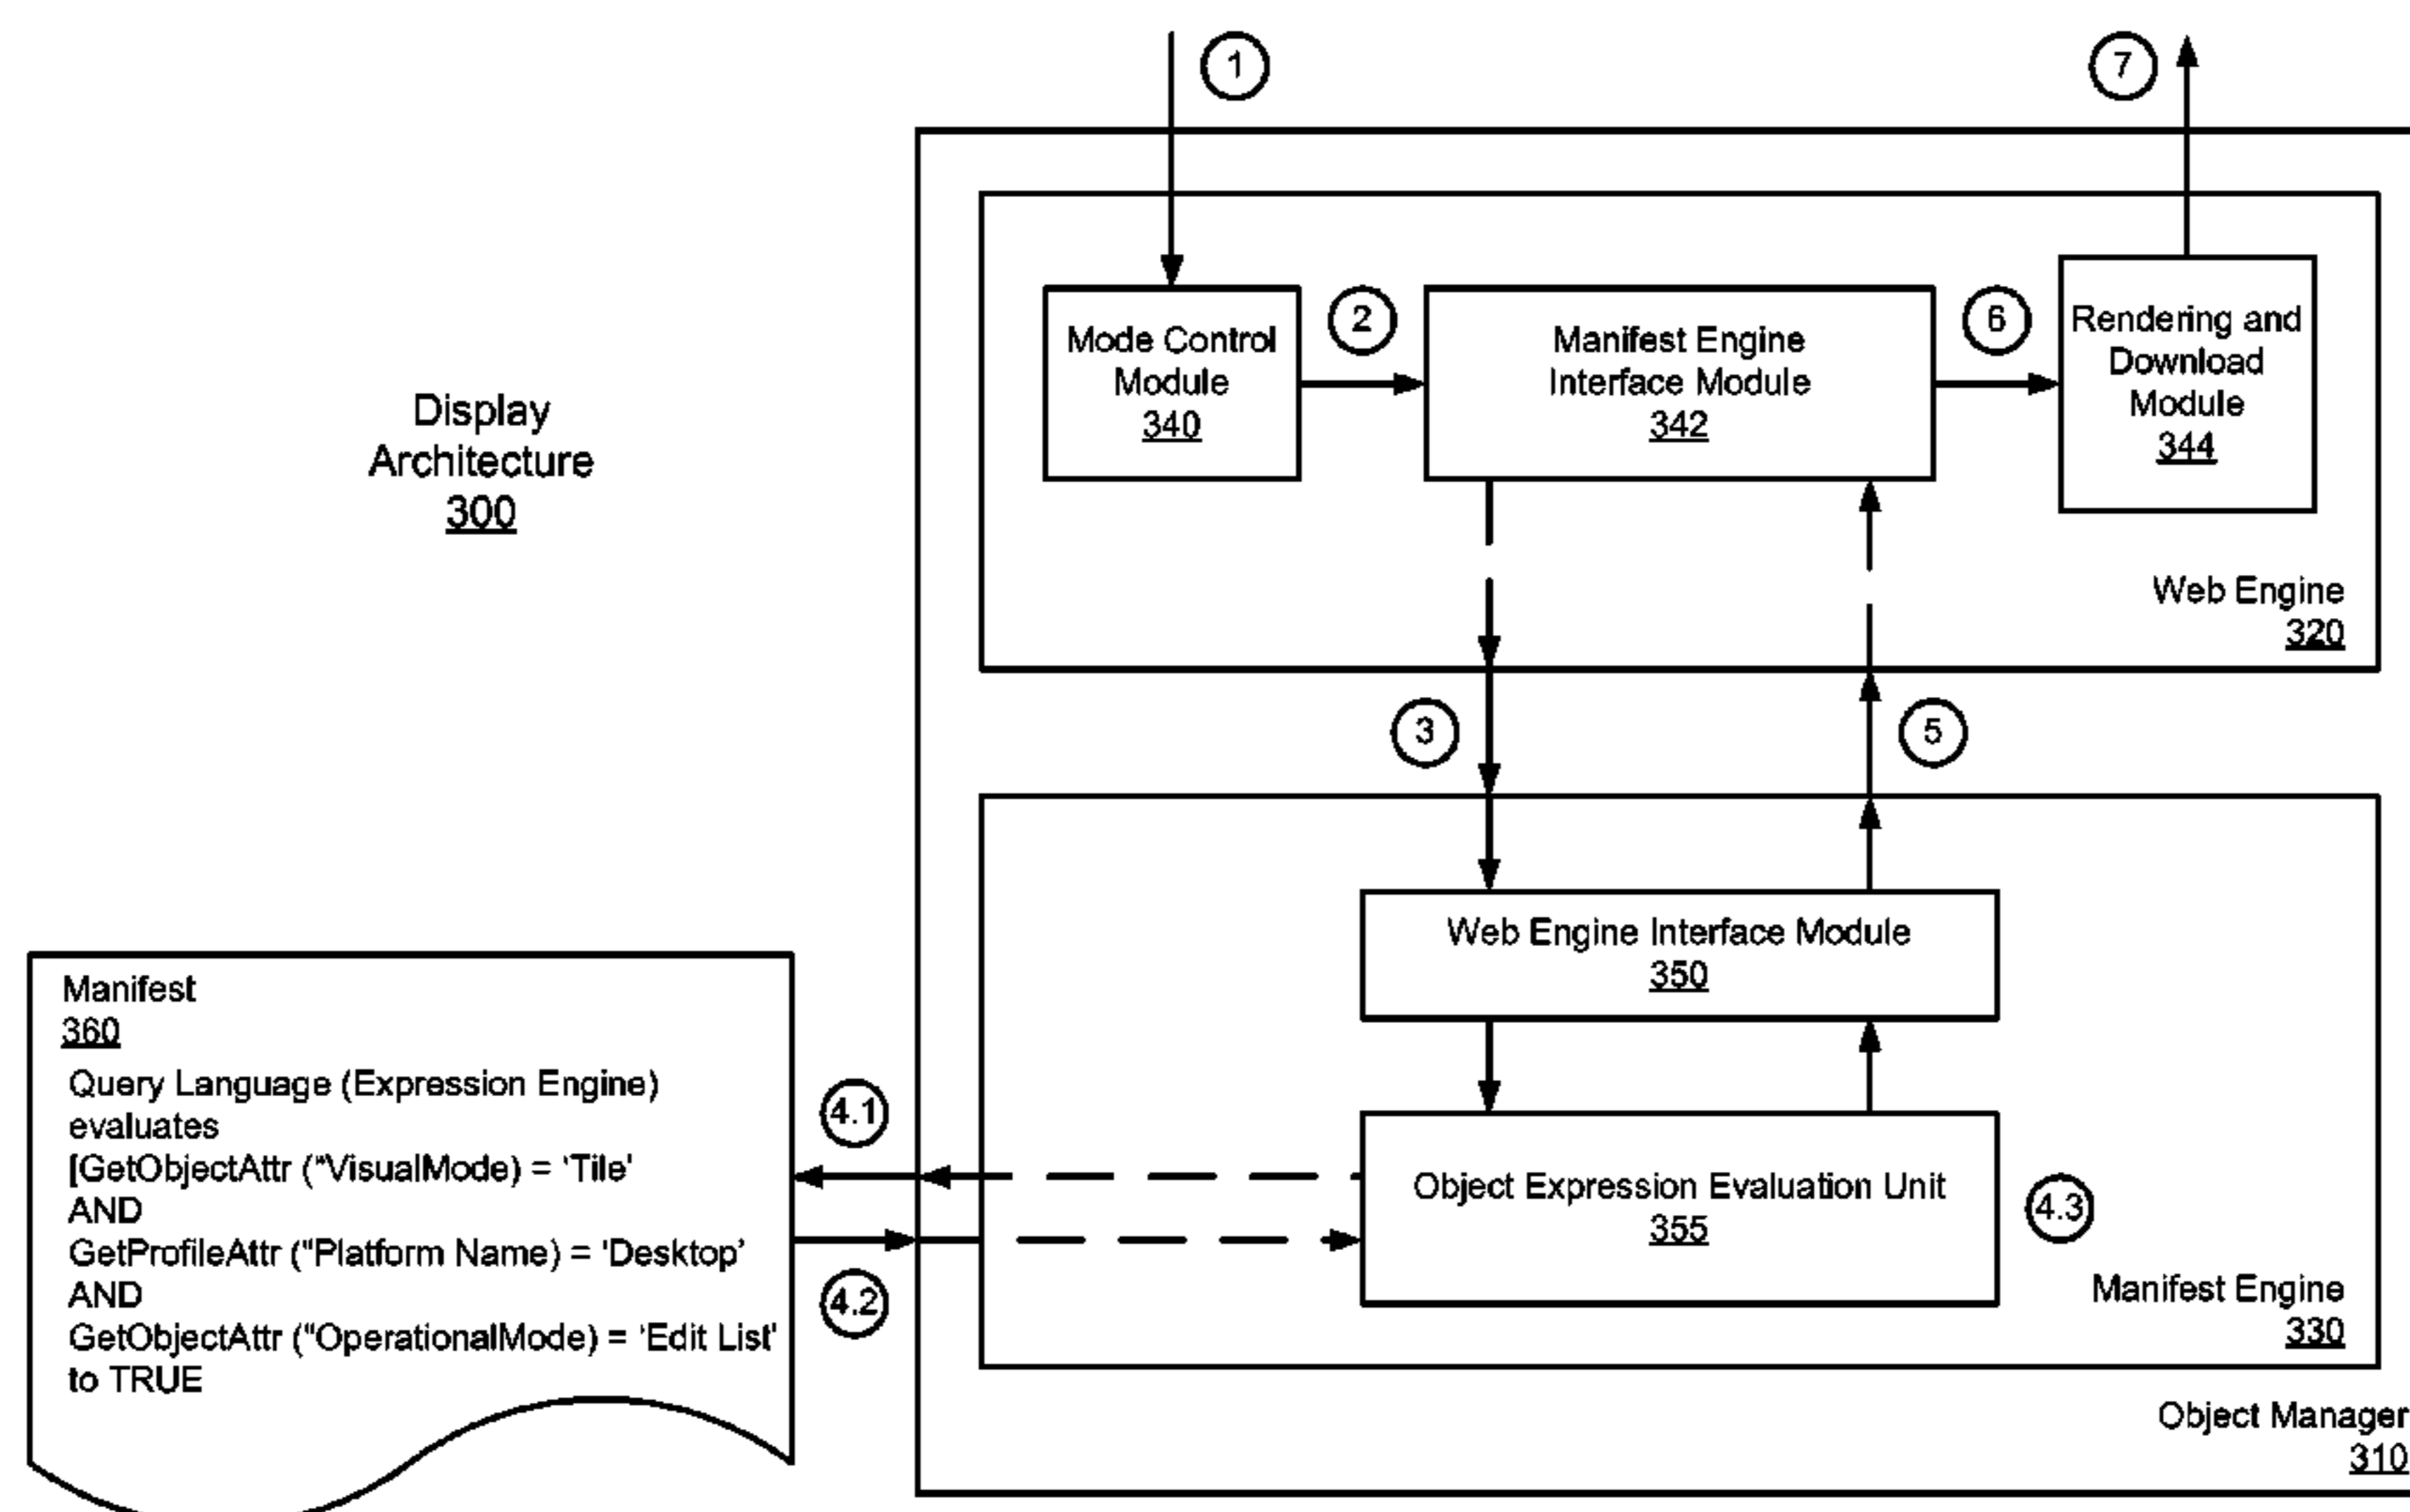 1
7
Mode Control
Module
340
2
Manifest Engine
Interface Module
342
6
Rendering and
Download
Module
344
Display
Architecture
300
Web Engine
320
3
5
Web Engine Interface Module
350
Manifest
360
Query Language (Expression Engine)
evaluates
[GetObjectAttr ("VisualMode) = 'Tile'
AND
GetProfileAttr ("Platform Name) = 'Desktop'
AND
GetObjectAttr ("OperationalMode) = 'Edit List'
to TRUE
4.1
4.2
Object Expression Evaluation Unit
355
4.3
Manifest Engine
330
Object Manager
310